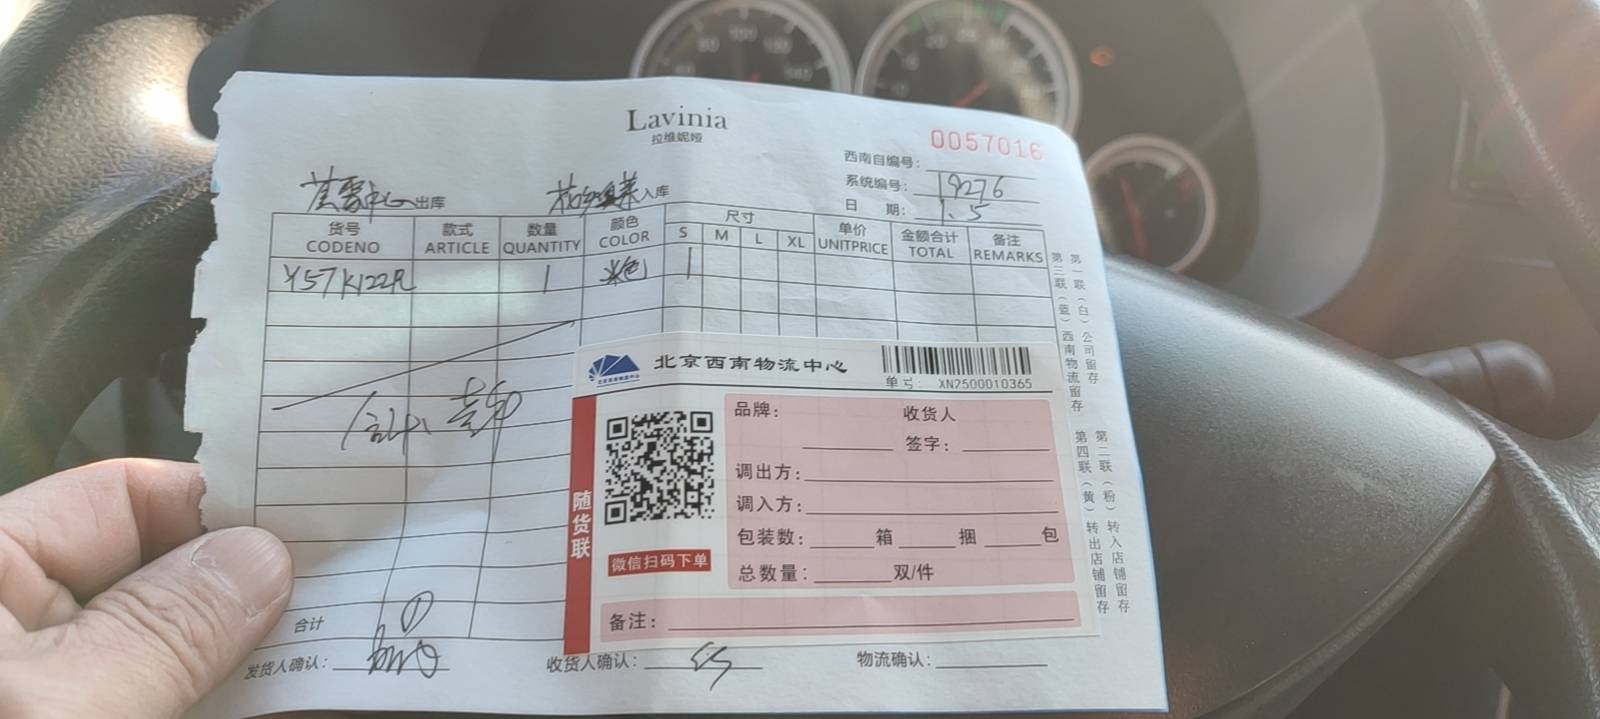 Lavinia
拉维妮娅
0057016
西南自编号:
系统编号: 19276
日 期: 1.5
出库
入库
货号 款式 数量 颜色 尺寸 单价 金额合计 备注
CODENO ARTICLE QUANTITY COLOR S M L XL UNITPRICE TOTAL REMARKS
Y57K122R 1 米色 1
北京西南物流中心
单号: XN2500010365
随货联
微信扫码下单
品牌: 收货人
签字:
调出方:
调入方:
包装数: 箱 捆 包
总数量: 双/件
备注:
合计 ①
发货人确认: 收货人确认: 物流确认:
第一联(白)公司留存
第三联(蓝)西南物流留存
第二联(粉)转入店铺留存
第四联(黄)转出店铺留存